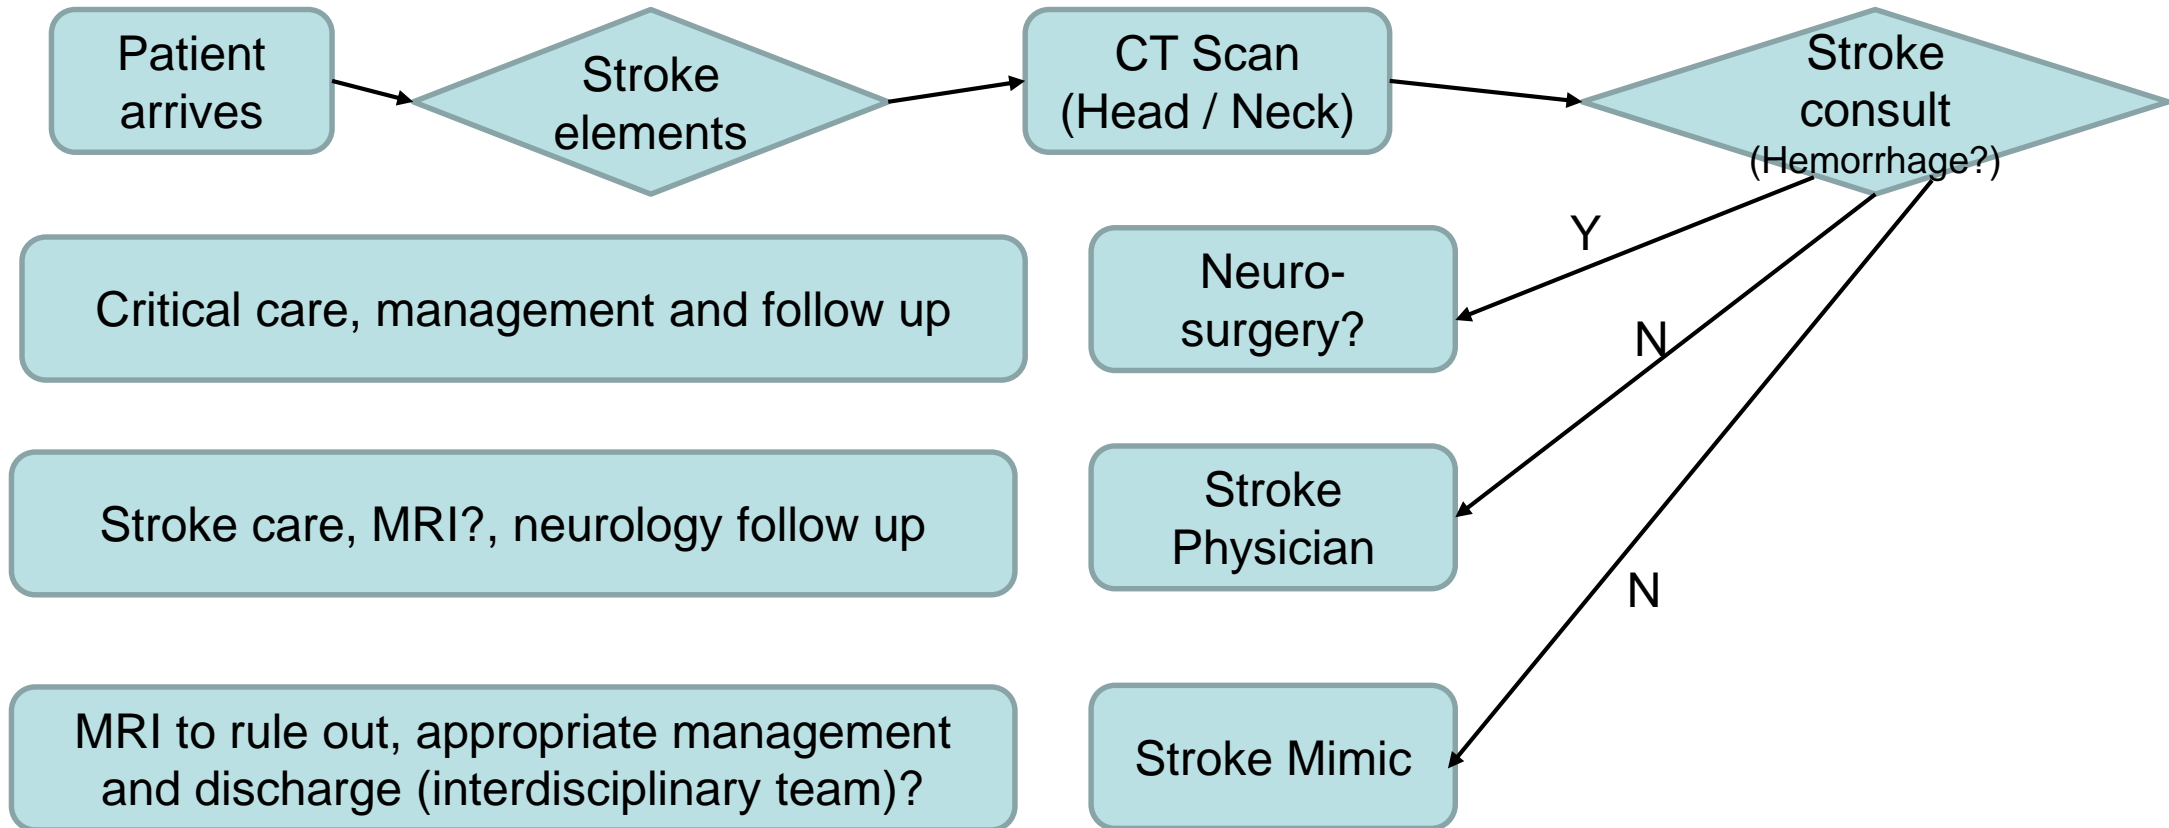 Patient
arrives
Stroke
elements
CT Scan
(Head / Neck)
Stroke
consult
(Hemorrhage?)
Y
Critical care, management and follow up
Neuro-
surgery?
N
Stroke care, MRI?, neurology follow up
Stroke
Physician
N
MRI to rule out, appropriate management
and discharge (interdisciplinary team)?
Stroke Mimic